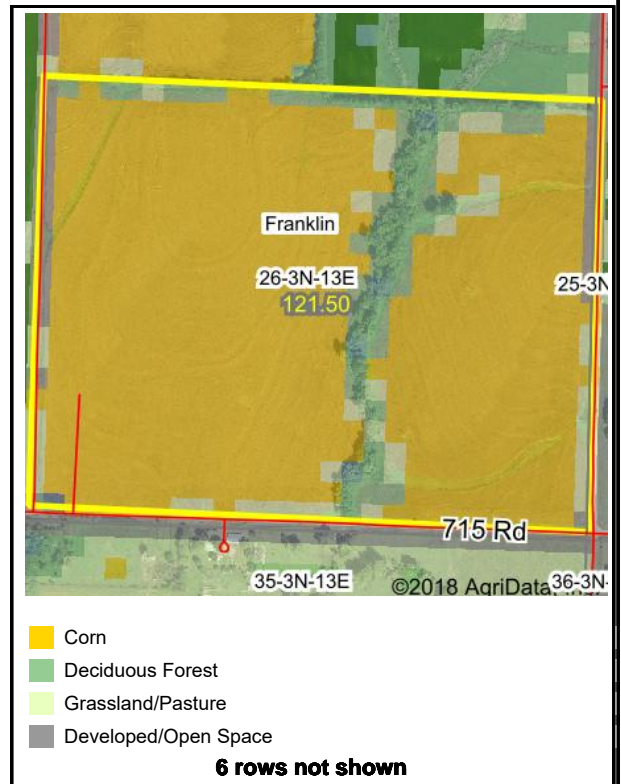 Franklin
26-3N-13E
121.50
25-3N
715 Rd
35-3N-13E
©2018 AgriData, Inc.
36-3N-
Corn
Deciduous Forest
Grassland/Pasture
Developed/Open Space
6 rows not shown